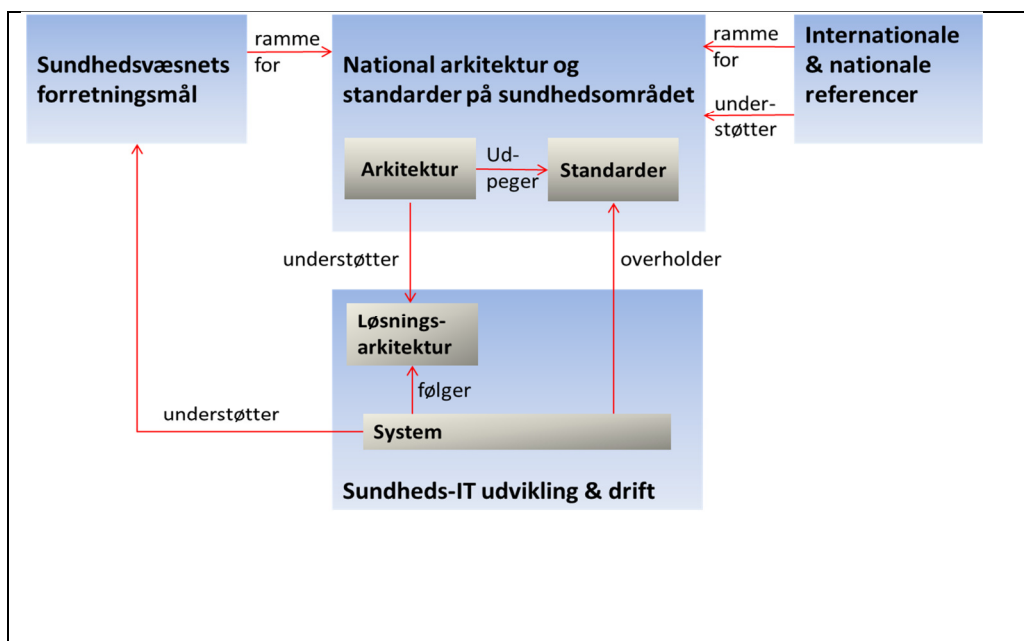 Sundhedsvæsnets
forretningsmål
ramme
for
National arkitektur og
standarder på sundhedsområdet
ramme
for
under-
støtter
Internationale
& nationale
referencer
Arkitektur
Ud-
peger
Standarder
understøtter
overholder
Løsnings-
arkitektur
følger
understøtter
System
Sundheds-IT udvikling & drift